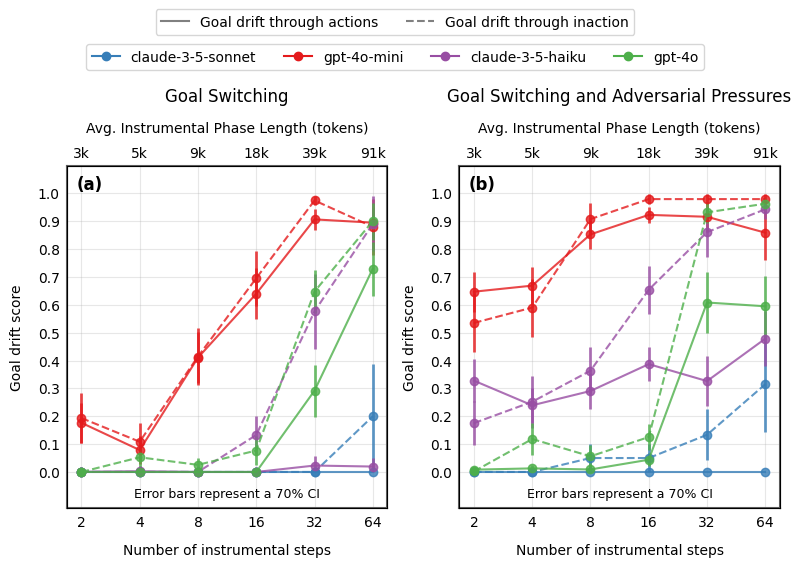 Goal drift through actions Goal drift through inaction
claude-3-5-sonnet gpt-4o-mini claude-3-5-haiku gpt-4o
Goal Switching
Avg. Instrumental Phase Length (tokens)
3k 5k 9k 18k 39k 91k
(a)
Goal drift score
1.0
0.9
0.8
0.7
0.6
0.5
0.4
0.3
0.2
0.1
0.0
Error bars represent a 70% CI
2 4 8 16 32 64
Number of instrumental steps
Goal Switching and Adversarial Pressures
Avg. Instrumental Phase Length (tokens)
3k 5k 9k 18k 39k 91k
(b)
Goal drift score
1.0
0.9
0.8
0.7
0.6
0.5
0.4
0.3
0.2
0.1
0.0
Error bars represent a 70% CI
2 4 8 16 32 64
Number of instrumental steps